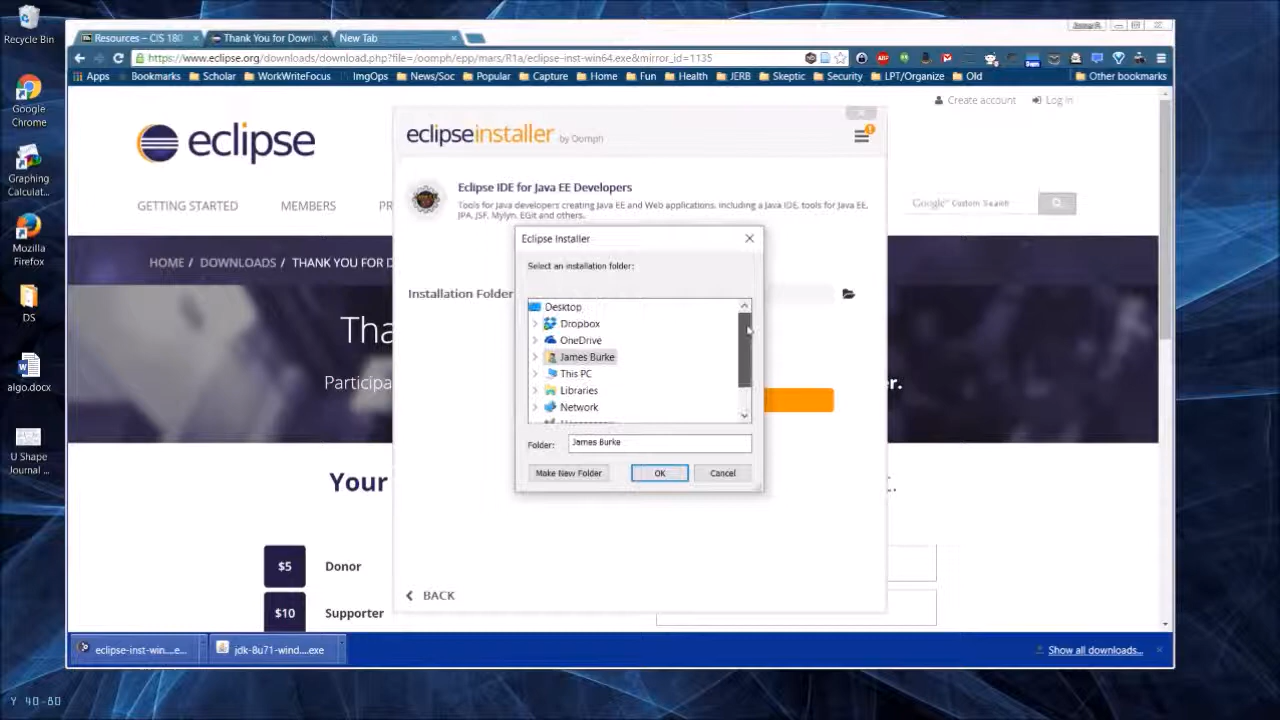 Recycle Bin
Google
Chrome
Graphing
Calculat...
Mozilla
Firefox
DS
algo.docx
U Shape
Journal ...
Y 40-80
Resources – CIS 180
Thank You for Down
New Tab
https://www.eclipse.org/downloads/download.php?file=/oomph/epp/mars/R1a/eclipse-inst-win64.exe&mirror_id=1135
Apps
Bookmarks
Scholar
WorkWriteFocus
ImgOps
News/Soc
Popular
Capture
Home
Fun
Health
JERB
Skeptic
Security
LPT/Organize
Old
Other bookmarks
Create account
Log in
eclipse
GETTING STARTED
MEMBERS
PR
Google™ Custom Search
HOME / DOWNLOADS / THANK YOU FOR D
Tha
Participa
er.
Your
t.
$5
Donor
$10
Supporter
eclipseinstaller by Oomph
Eclipse IDE for Java EE Developers
Tools for Java developers creating Java EE and Web applications, including a Java IDE, tools for Java EE,
JPA, JSF, Mylyn, EGit and others.
Installation Folder
BACK
Eclipse Installer
Select an installation folder:
Desktop
Dropbox
OneDrive
James Burke
This PC
Libraries
Network
Folder:
James Burke
Make New Folder
OK
Cancel
eclipse-inst-win....e...
jdk-8u71-wind....exe
Show all downloads...